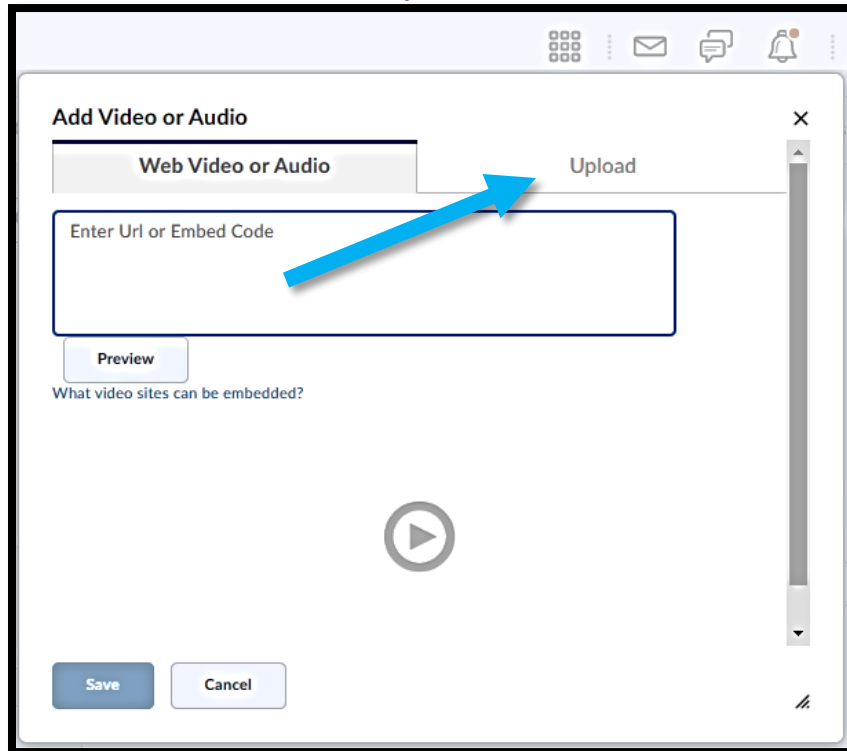 Add Video or Audio
Web Video or Audio
Upload
Enter Url or Embed Code
Preview
What video sites can be embedded?
Save
Cancel